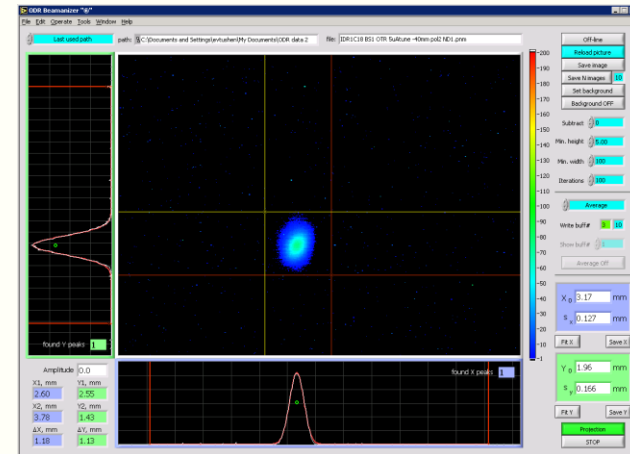 ODR Beamanizer "6"
File Edit Operate Tools Window Help
Last used path
path: C:\Documents and Settings\evtushen\My Documents\ODR data 2
file: IDR1C18 BS1 OTR 5uAtune -40mm pol2 ND1.pnm
Off-line
Reload picture
Save image
Save N images 10
Set background
Background OFF
Subtract 0
Min. height 5.00
Min. width 100
Iterations 100
Average
Write buff# 3 10
Show buff# 1
Average Off
-200
-190
-180
-170
-160
-150
-140
-130
-120
-110
-100
-90
-80
-70
-60
-50
-40
-30
-20
-10
-1
X0 3.17 mm
sx 0.127 mm
Fit X Save X
Y0 1.96 mm
sy 0.166 mm
Fit Y Save Y
Projection
STOP
found Y peaks 1
found X peaks 1
Amplitude 0.0
X1, mm Y1, mm
2.60 2.55
X2, mm Y2, mm
3.78 1.43
ΔX, mm ΔY, mm
1.18 1.13